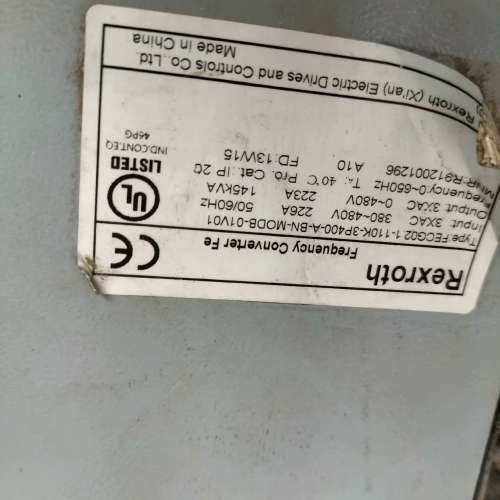 Rexroth
Frequency Converter Fe
CE
Type:FECG02.1-110K-3P400-A-BN-MODB-01V01
Input 3XAC 380-480V 226A 50/60Hz
Output 3XAC 0-480V 223A 145kVA
Frequency:~650Hz TA: 40°C Pro. Cat.:IP 20
MNR:R912001296 A10 FD:13W15
UL
LISTED
IND.CONT.EQ
46PG
Rexroth (Xi'an) Electric Drives and Controls Co.,Ltd.
Made in China